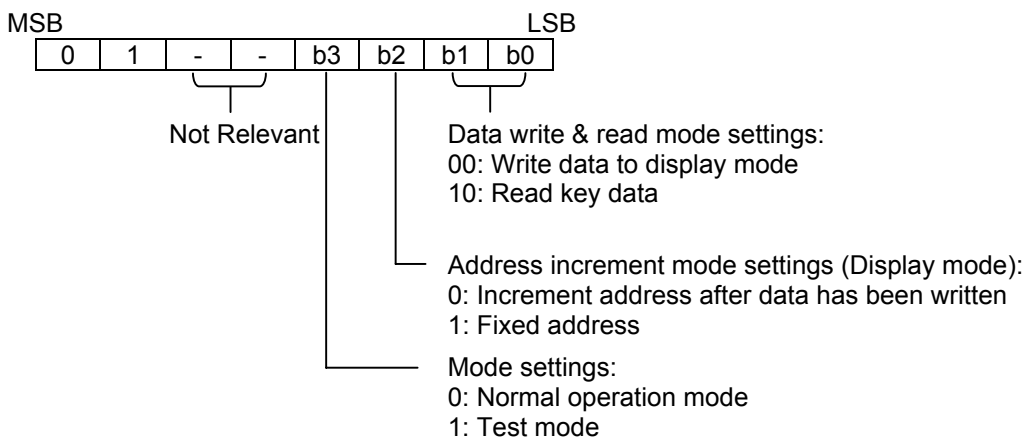 MSB LSB
0 1 - - b3 b2 b1 b0
Not Relevant
Data write & read mode settings:
00: Write data to display mode
10: Read key data
Address increment mode settings (Display mode):
0: Increment address after data has been written
1: Fixed address
Mode settings:
0: Normal operation mode
1: Test mode